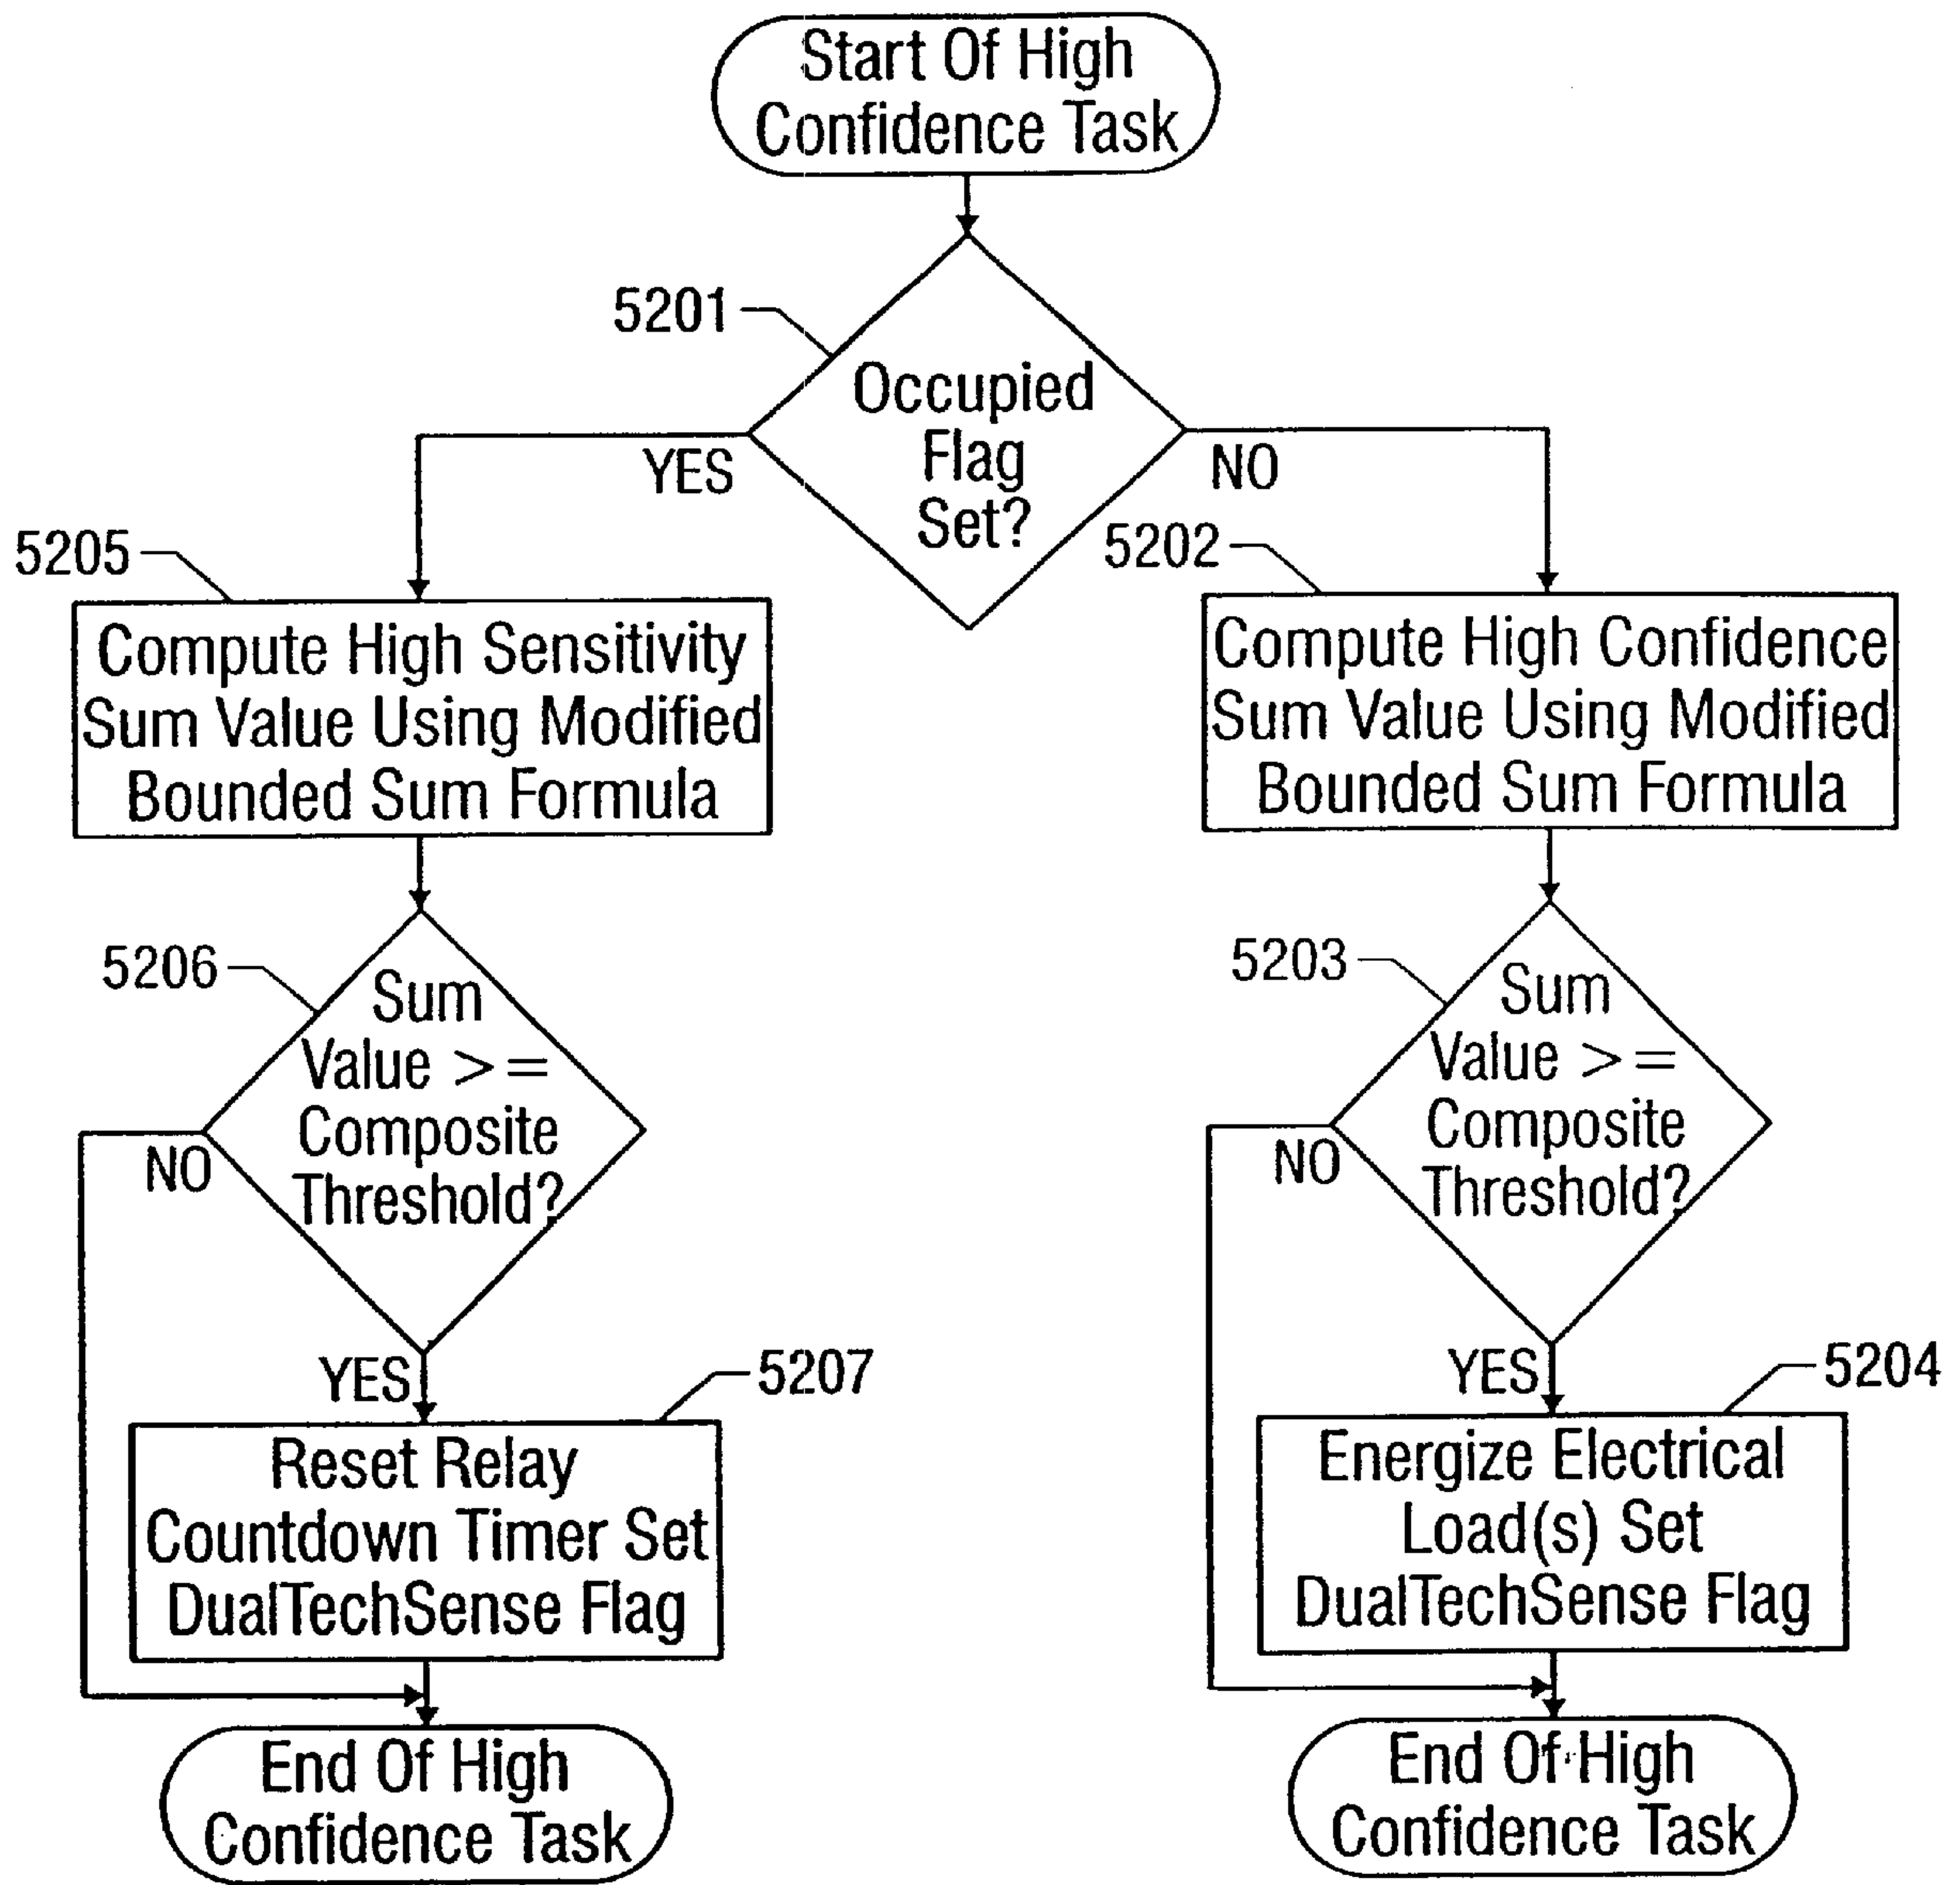 Start Of High
Confidence Task
5201
Occupied
Flag
Set?
YES
NO
5205
5202
Compute High Sensitivity
Sum Value Using Modified
Bounded Sum Formula
Compute High Confidence
Sum Value Using Modified
Bounded Sum Formula
5206
Sum
Value >=
Composite
Threshold?
NO
YES
5203
Sum
Value >=
Composite
Threshold?
NO
YES
5207
Reset Relay
Countdown Timer Set
DualTechSense Flag
5204
Energize Electrical
Load(s) Set
DualTechSense Flag
End Of High
Confidence Task
End Of High
Confidence Task